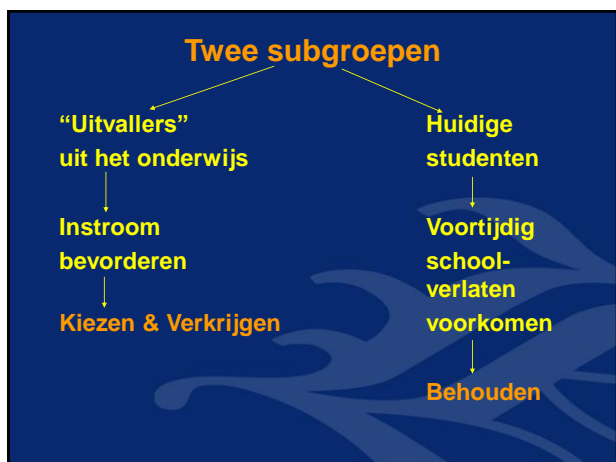 Twee subgroepen
“Uitvallers”
uit het onderwijs
Instroom
bevorderen
Kiezen & Verkrijgen
Huidige
studenten
Voortijdig
school-
verlaten
voorkomen
Behouden